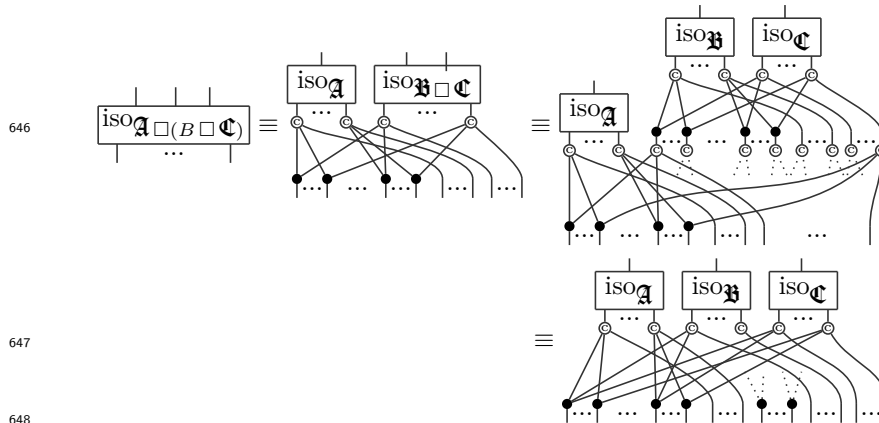 iso𝕭 iso𝕮
iso𝕬 iso𝕭 □ 𝕮
646 iso𝕬 □ (B □ 𝕮) ≡ ≡ iso𝕬
iso𝕬 iso𝕭 iso𝕮
647 ≡
648